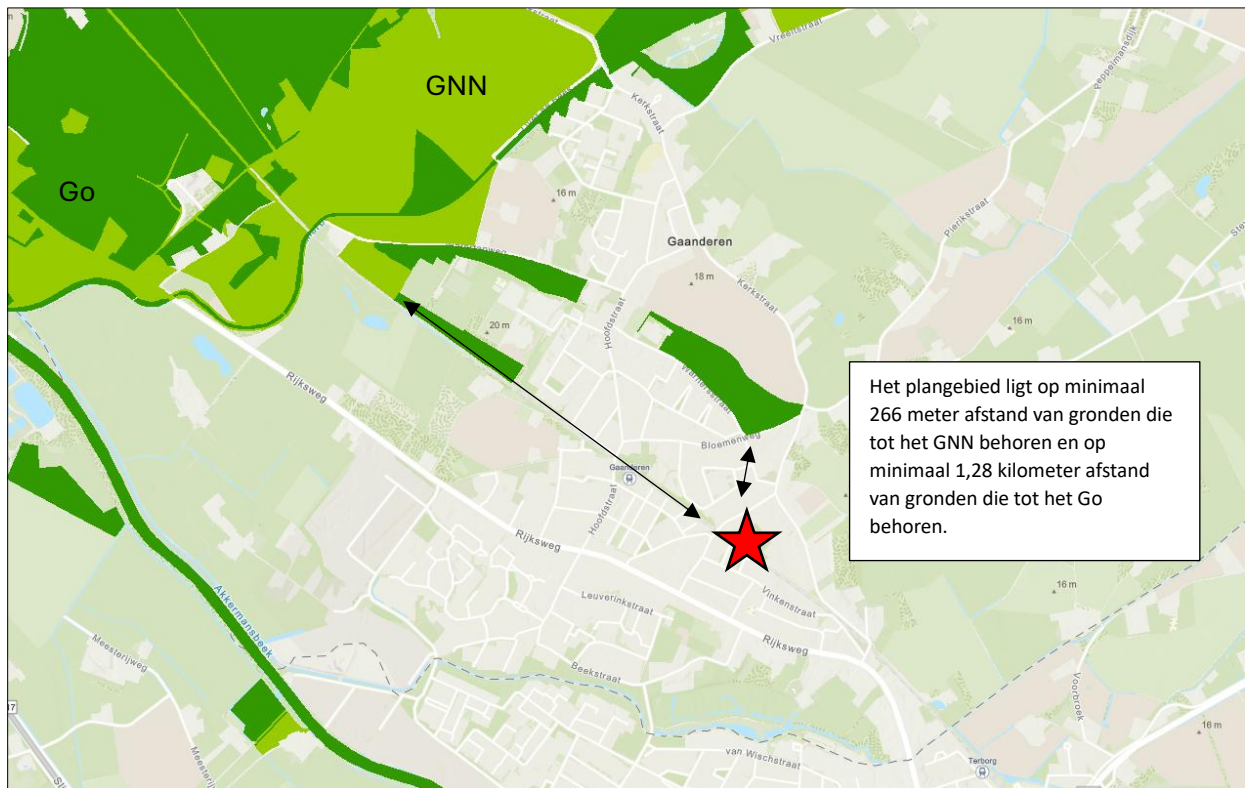 Vreeltstraat
GNN
Kerkstraat
Peppelmansdijk
Go
16 m
Pierikstraat
Gaanderen
18 m
Kerkstraat
20 m
Hoofdstraat
16 m
Rijksweg
Warnersstraat
Het plangebied ligt op minimaal
266 meter afstand van gronden die
tot het GNN behoren en op
minimaal 1,28 kilometer afstand
van gronden die tot het Go
behoren.
Bloemenweg
Gaanderen
Hoofdstraat
Rijksweg
Akkermansbeek
Leuverinkstraat
Vinkenstraat
16 m
Rijksweg
Meesterijweg
Beekstraat
Voorbroek
16 m
van Wischstraat
Terborg